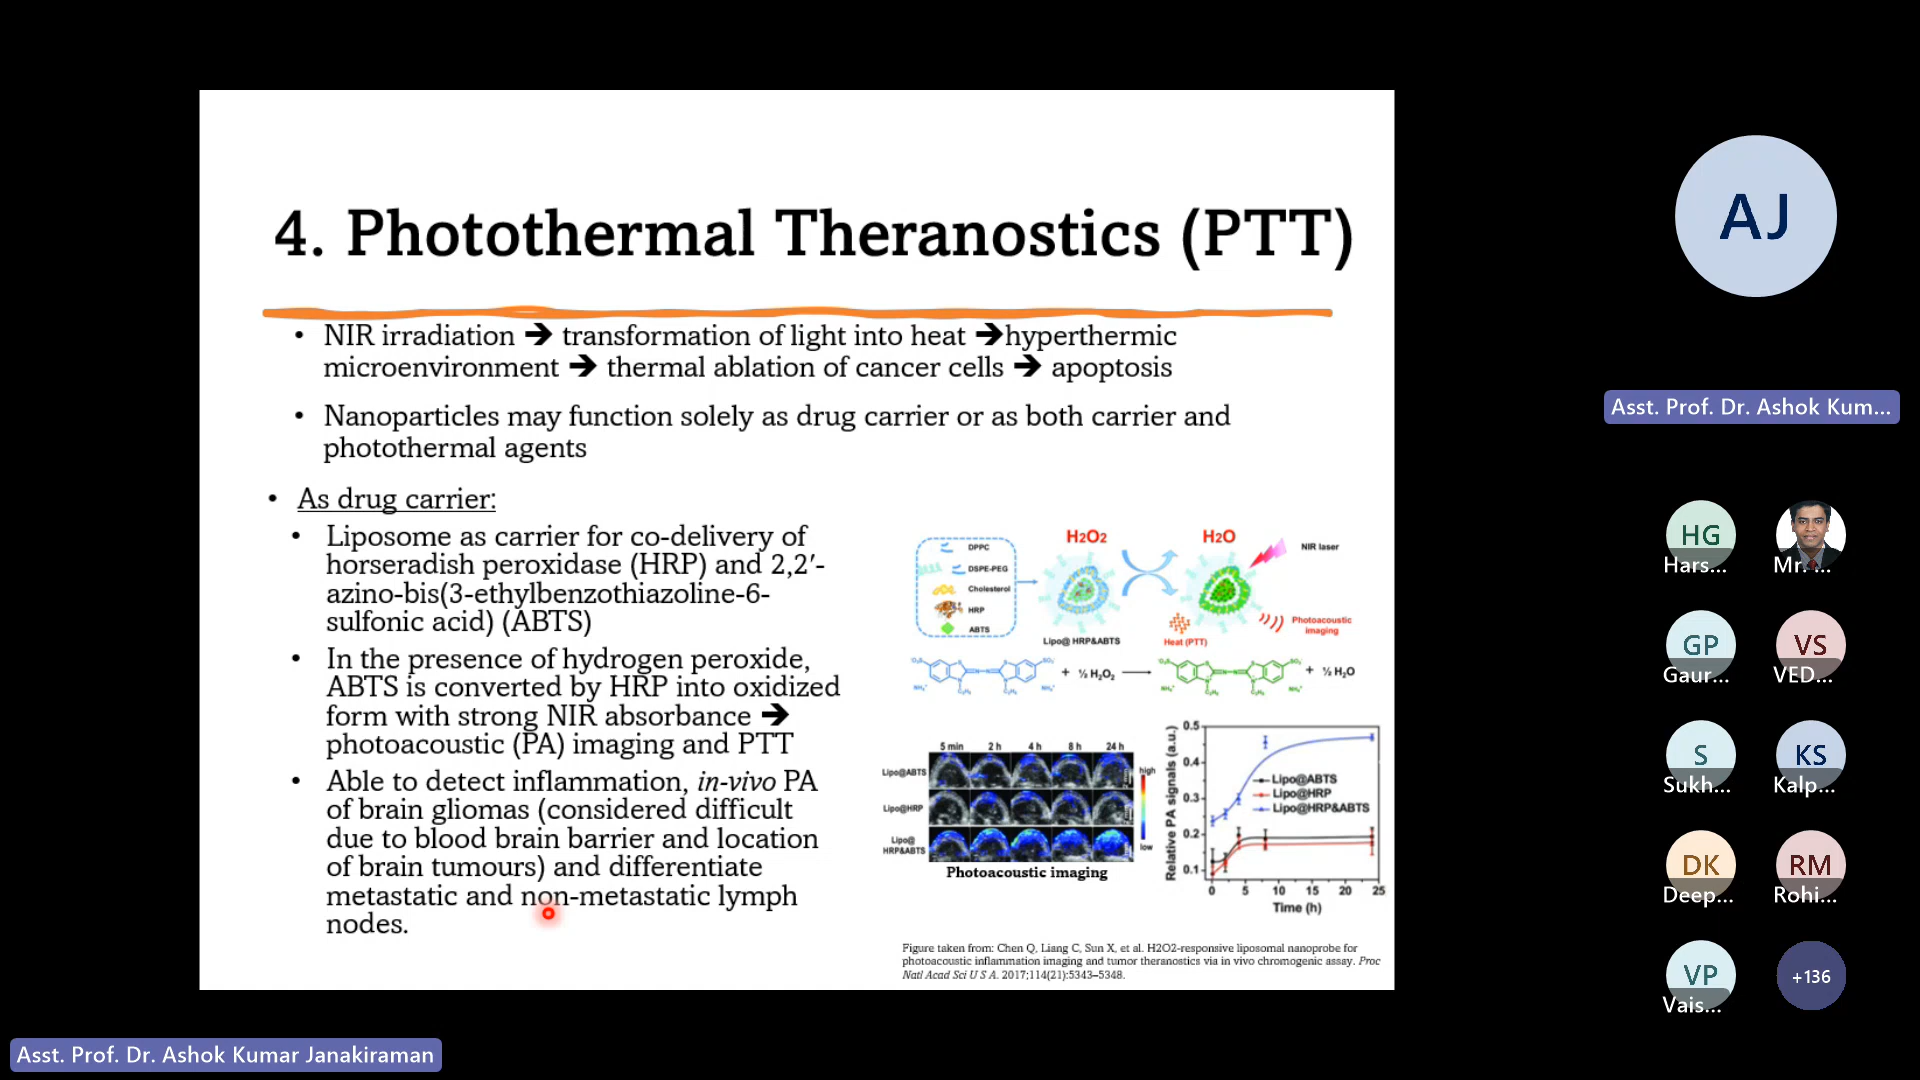 4. Photothermal Theranostics (PTT)
• NIR irradiation ➔ transformation of light into heat ➔hyperthermic
microenvironment ➔ thermal ablation of cancer cells ➔ apoptosis
• Nanoparticles may function solely as drug carrier or as both carrier and
photothermal agents
• As drug carrier:
• Liposome as carrier for co-delivery of
horseradish peroxidase (HRP) and 2,2′-
azino-bis(3-ethylbenzothiazoline-6-
sulfonic acid) (ABTS)
• In the presence of hydrogen peroxide,
ABTS is converted by HRP into oxidized
form with strong NIR absorbance ➔
photoacoustic (PA) imaging and PTT
• Able to detect inflammation, in-vivo PA
of brain gliomas (considered difficult
due to blood brain barrier and location
of brain tumours) and differentiate
metastatic and non-metastatic lymph
nodes.
DPPC
DSPE-PEG
Cholesterol
HRP
ABTS
H2O2
H2O
NIR laser
Lipo@ HRP&ABTS
Heat (PTT)
Photoacoustic
imaging
+ ½ H₂O₂
+ ½ H₂O
5 min 2 h 4 h 8 h 24 h
Lipo@ABTS
Lipo@HRP
Lipo@
HRP&ABTS
high
low
Photoacoustic imaging
Relative PA signals (a.u.)
0.5
0.4
0.3
0.2
0.1
Lipo@ABTS
Lipo@HRP
Lipo@HRP&ABTS
0 5 10 15 20 25
Time (h)
Figure taken from: Chen Q, Liang C, Sun X, et al. H2O2-responsive liposomal nanoprobe for
photoacoustic inflammation imaging and tumor theranostics via in vivo chromogenic assay. Proc
Natl Acad Sci U S A. 2017;114(21):5343–5348.
AJ
Asst. Prof. Dr. Ashok Kum...
HG
Hars...
Mr. ...
GP
Gaur...
VS
VED...
S
Sukh...
KS
Kalp...
DK
Deep...
RM
Rohi...
VP
Vais...
+136
Asst. Prof. Dr. Ashok Kumar Janakiraman